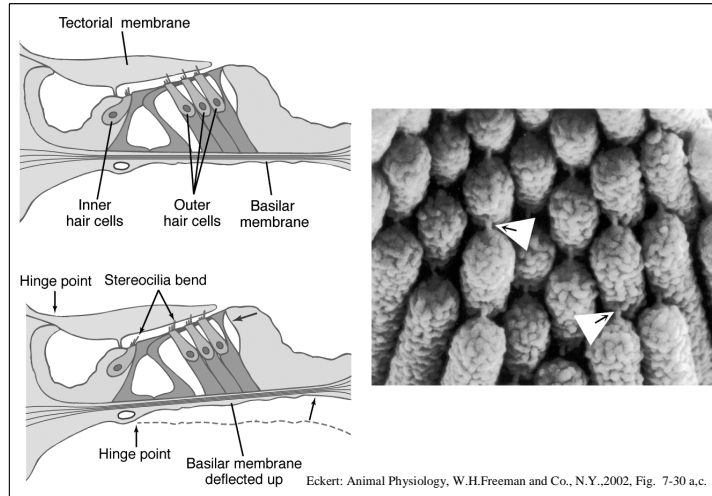 Tectorial membrane
Inner
hair cells
Outer
hair cells
Basilar
membrane
Hinge point
Stereocilia bend
Hinge point
Basilar membrane
deflected up
Eckert: Animal Physiology, W.H.Freeman and Co., N.Y.,2002, Fig. 7-30 a,c.